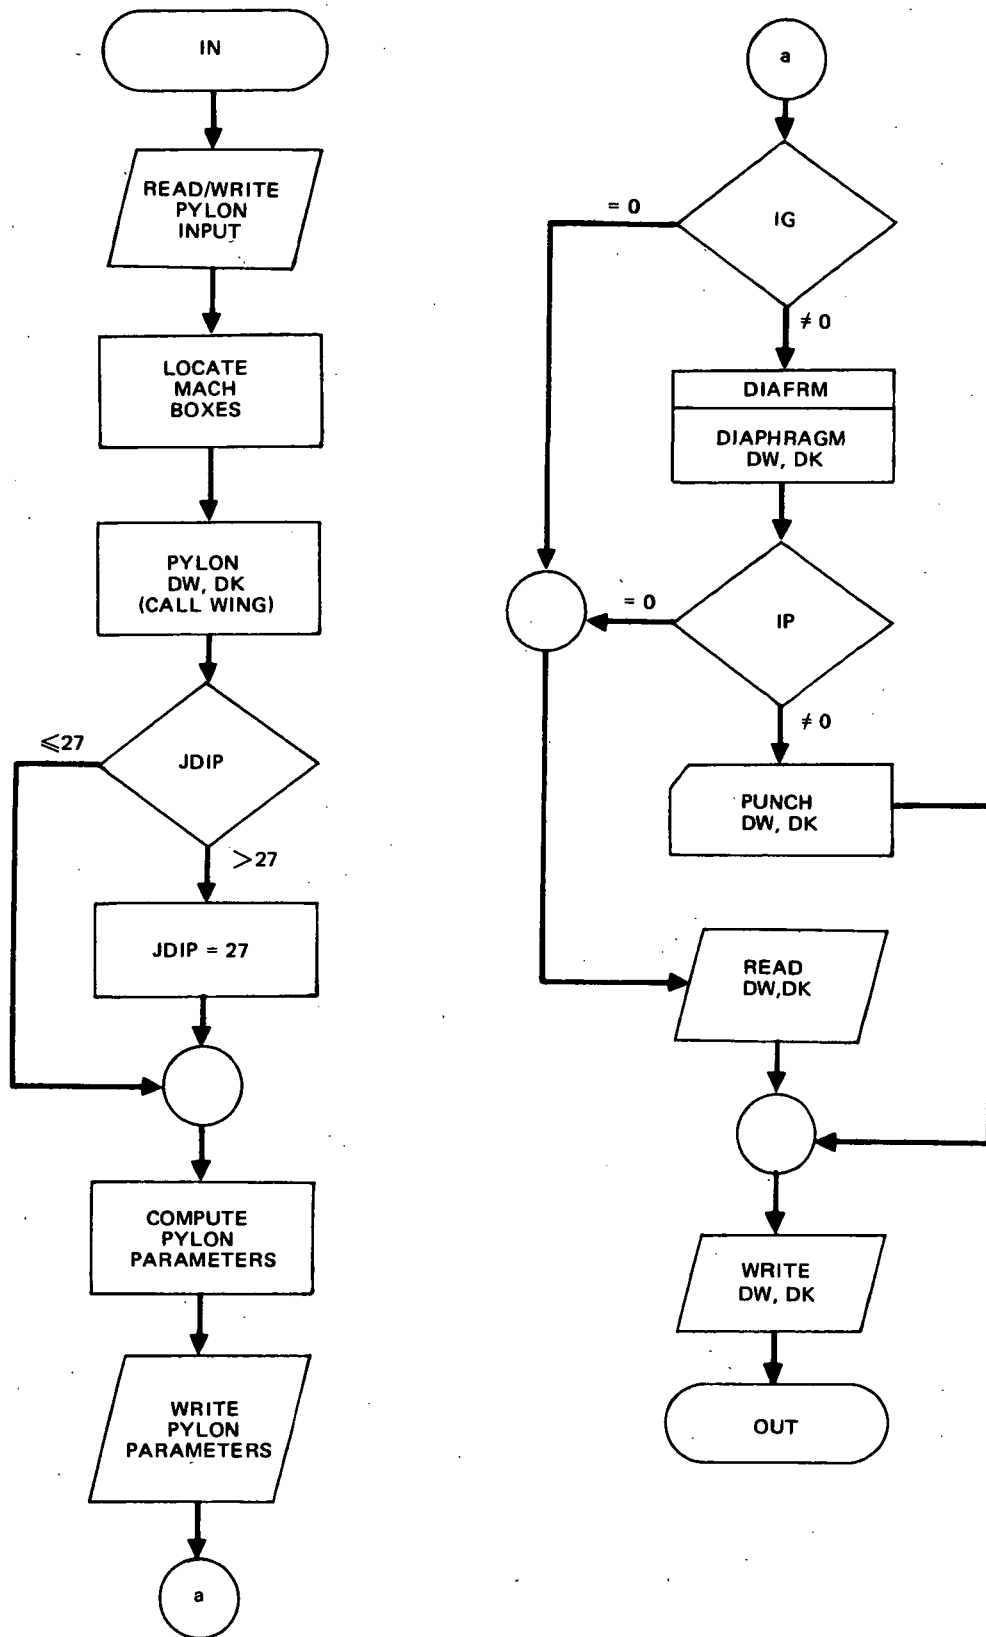 IN
READ/WRITE
PYLON
INPUT
LOCATE
MACH
BOXES
PYLON
DW, DK
(CALL WING)
≤27
JDIP
>27
JDIP = 27
COMPUTE
PYLON
PARAMETERS
WRITE
PYLON
PARAMETERS
a
a
= 0
IG
≠ 0
DIAFRM
DIAPHRAGM
DW, DK
= 0
IP
≠ 0
PUNCH
DW, DK
READ
DW,DK
WRITE
DW, DK
OUT